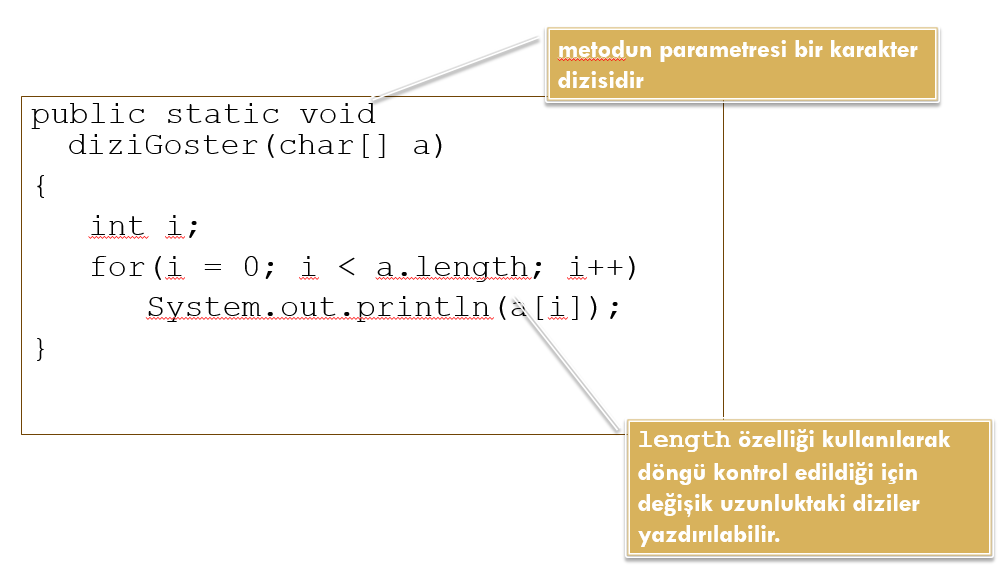 metodun parametresi bir karakter
dizisidir
public static void
diziGoster(char[] a)
{
int i;
for(i = 0; i < a.length; i++)
System.out.println(a[i]);
}
length özelliği kullanılarak
döngü kontrol edildiği için
değişik uzunluktaki diziler
yazdırılabilir.